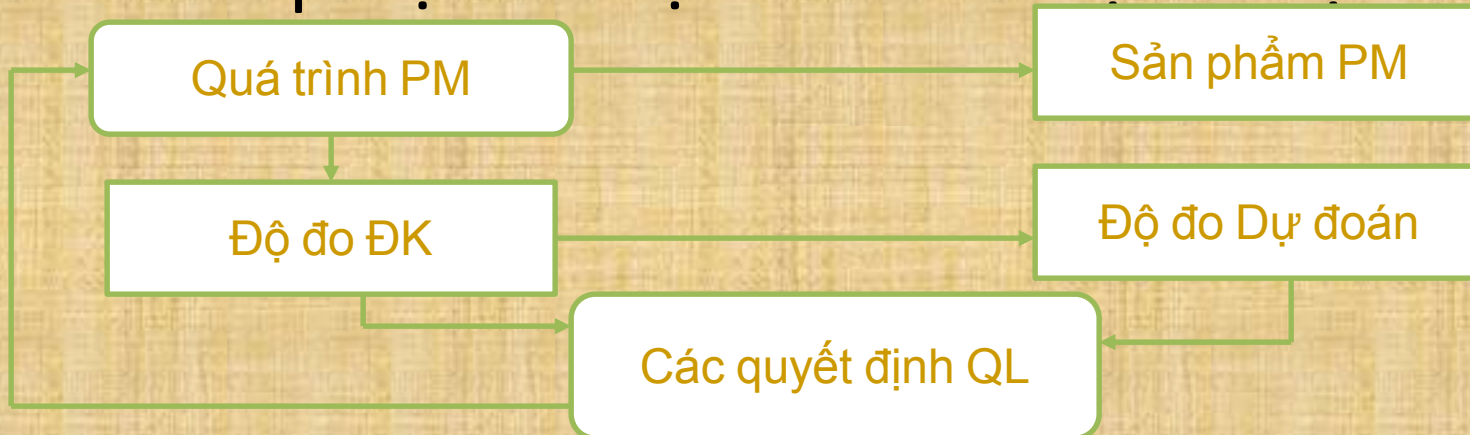 Quá trình PM
Sản phẩm PM
Độ đo ĐK
Độ đo Dự đoán
Các quyết định QL